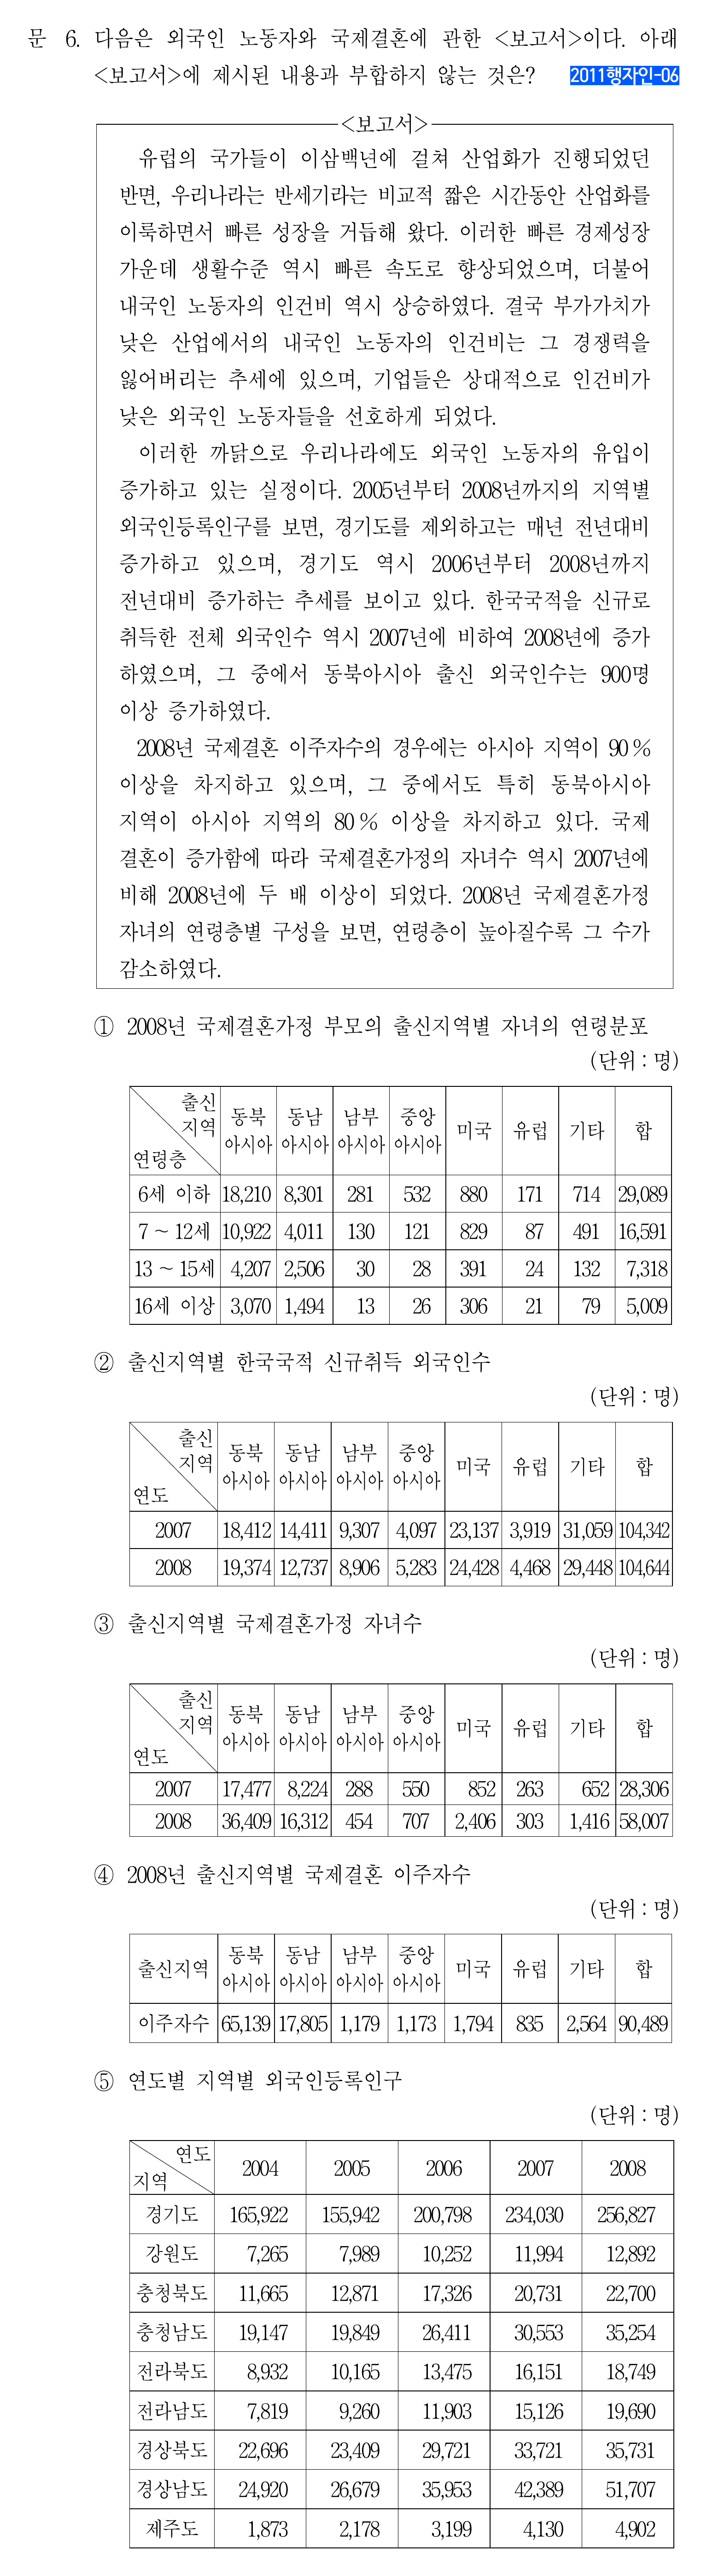 문 6. 다음은 외국인 노동자와 국제결혼에 관한 <보고서>이다. 아래
<보고서>에 제시된 내용과 부합하지 않는 것은? 2011행자인-06
<보고서>
유럽의 국가들이 이삼백년에 걸쳐 산업화가 진행되었던
반면, 우리나라는 반세기라는 비교적 짧은 시간동안 산업화를
이룩하면서 빠른 성장을 거듭해 왔다. 이러한 빠른 경제성장
가운데 생활수준 역시 빠른 속도로 향상되었으며, 더불어
내국인 노동자의 인건비 역시 상승하였다. 결국 부가가치가
낮은 산업에서의 내국인 노동자의 인건비는 그 경쟁력을
잃어버리는 추세에 있으며, 기업들은 상대적으로 인건비가
낮은 외국인 노동자들을 선호하게 되었다.
이러한 까닭으로 우리나라에도 외국인 노동자의 유입이
증가하고 있는 실정이다. 2005년부터 2008년까지의 지역별
외국인등록인구를 보면, 경기도를 제외하고는 매년 전년대비
증가하고 있으며, 경기도 역시 2006년부터 2008년까지
전년대비 증가하는 추세를 보이고 있다. 한국국적을 신규로
취득한 전체 외국인수 역시 2007년에 비하여 2008년에 증가
하였으며, 그 중에서 동북아시아 출신 외국인수는 900명
이상 증가하였다.
2008년 국제결혼 이주자수의 경우에는 아시아 지역이 90 %
이상을 차지하고 있으며, 그 중에서도 특히 동북아시아
지역이 아시아 지역의 80 % 이상을 차지하고 있다. 국제
결혼이 증가함에 따라 국제결혼가정의 자녀수 역시 2007년에
비해 2008년에 두 배 이상이 되었다. 2008년 국제결혼가정
자녀의 연령층별 구성을 보면, 연령층이 높아질수록 그 수가
감소하였다.
① 2008년 국제결혼가정 부모의 출신지역별 자녀의 연령분포
(단위 : 명)
출신 지역 연령층 동북 아시아 동남 아시아 남부 아시아 중앙 아시아 미국 유럽 기타 합
6세 이하 18,210 8,301 281 532 880 171 714 29,089
7 ~ 12세 10,922 4,011 130 121 829 87 491 16,591
13 ~ 15세 4,207 2,506 30 28 391 24 132 7,318
16세 이상 3,070 1,494 13 26 306 21 79 5,009
② 출신지역별 한국국적 신규취득 외국인수
(단위 : 명)
출신 지역 연도 동북 아시아 동남 아시아 남부 아시아 중앙 아시아 미국 유럽 기타 합
2007 18,412 14,411 9,307 4,097 23,137 3,919 31,059 104,342
2008 19,374 12,737 8,906 5,283 24,428 4,468 29,448 104,644
③ 출신지역별 국제결혼가정 자녀수
(단위 : 명)
출신 지역 연도 동북 아시아 동남 아시아 남부 아시아 중앙 아시아 미국 유럽 기타 합
2007 17,477 8,224 288 550 852 263 652 28,306
2008 36,409 16,312 454 707 2,406 303 1,416 58,007
④ 2008년 출신지역별 국제결혼 이주자수
(단위 : 명)
출신지역 동북 아시아 동남 아시아 남부 아시아 중앙 아시아 미국 유럽 기타 합
이주자수 65,139 17,805 1,179 1,173 1,794 835 2,564 90,489
⑤ 연도별 지역별 외국인등록인구
(단위 : 명)
연도 지역 2004 2005 2006 2007 2008
경기도 165,922 155,942 200,798 234,030 256,827
강원도 7,265 7,989 10,252 11,994 12,892
충청북도 11,665 12,871 17,326 20,731 22,700
충청남도 19,147 19,849 26,411 30,553 35,254
전라북도 8,932 10,165 13,475 16,151 18,749
전라남도 7,819 9,260 11,903 15,126 19,690
경상북도 22,696 23,409 29,721 33,721 35,731
경상남도 24,920 26,679 35,953 42,389 51,707
제주도 1,873 2,178 3,199 4,130 4,902